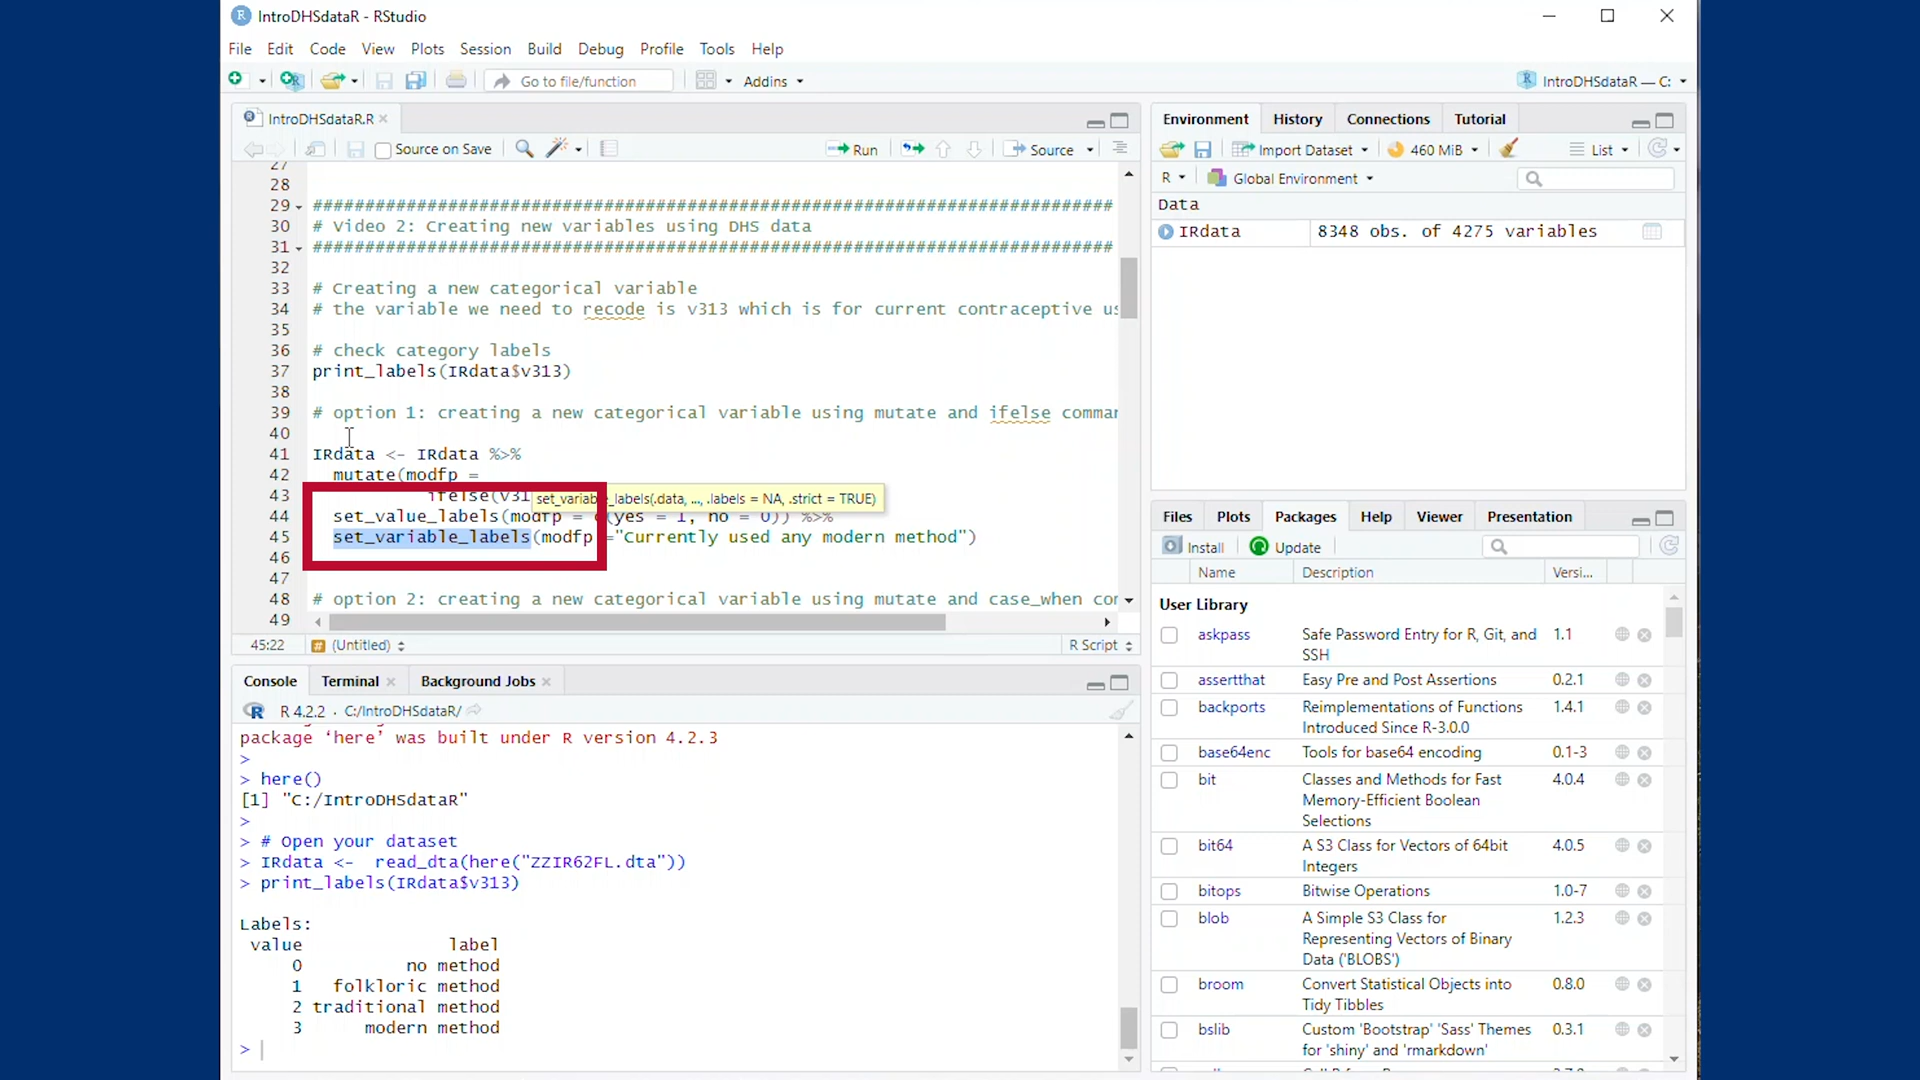 IntroDHSdataR - RStudio
File Edit Code View Plots Session Build Debug Profile Tools Help
Go to file/function
Addins
IntroDHSdataR — C:
IntroDHSdataR.R
Source on Save
Run
Source
27
28
29 #############################################################################
30 # Video 2: Creating new variables using DHS data
31 #############################################################################
32
33 # Creating a new categorical variable
34 # the variable we need to recode is v313 which is for current contraceptive
35
36 # check category labels
37 print_labels(IRdata$v313)
38
39 # option 1: creating a new categorical variable using mutate and ifelse
40
41 IRdata <- IRdata %>%
42 mutate(modfp =
43 ifelse(v31
set_variable_labels(.data, ..., .labels = NA, .strict = TRUE)
44 set_value_labels(modfp = c(yes = 1, no = 0)) %>%
45 set_variable_labels(modfp ="Currently used any modern method")
46
47
48 # option 2: creating a new categorical variable using mutate and case_when
49
45:22 (Untitled) R Script
Console Terminal Background Jobs
R 4.2.2 · C:/IntroDHSdataR/
package ‘here’ was built under R version 4.2.3
>
> here()
[1] "C:/IntroDHSdataR"
>
> # Open your dataset
> IRdata <- read_dta(here("ZZIR62FL.dta"))
> print_labels(IRdata$v313)
Labels:
value label
0 no method
1 folkloric method
2 traditional method
3 modern method
>
Environment History Connections Tutorial
Import Dataset 460 MiB List
R Global Environment
Data
IRdata 8348 obs. of 4275 variables
Files Plots Packages Help Viewer Presentation
Install Update
Name Description Versi...
User Library
askpass Safe Password Entry for R, Git, and 1.1
SSH
assertthat Easy Pre and Post Assertions 0.2.1
backports Reimplementations of Functions 1.4.1
Introduced Since R-3.0.0
base64enc Tools for base64 encoding 0.1-3
bit Classes and Methods for Fast 4.0.4
Memory-Efficient Boolean
Selections
bit64 A S3 Class for Vectors of 64bit 4.0.5
Integers
bitops Bitwise Operations 1.0-7
blob A Simple S3 Class for 1.2.3
Representing Vectors of Binary
Data ('BLOBS')
broom Convert Statistical Objects into 0.8.0
Tidy Tibbles
bslib Custom 'Bootstrap' 'Sass' Themes 0.3.1
for 'shiny' and 'rmarkdown'